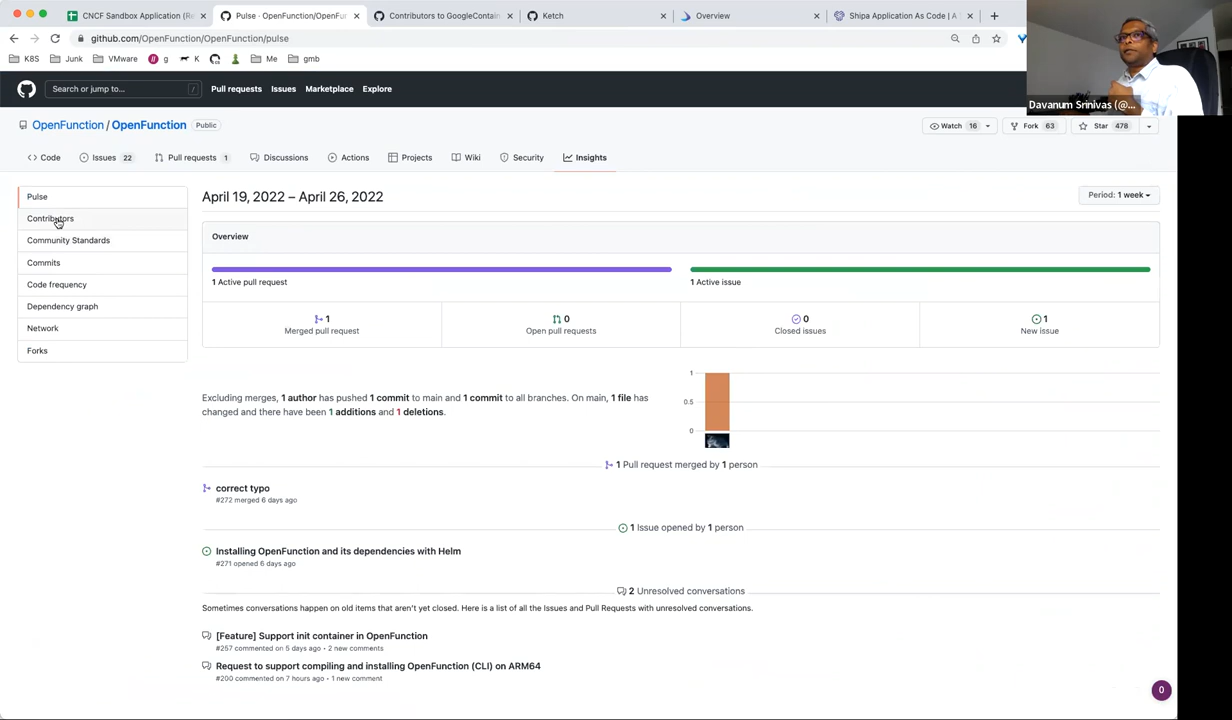 CNCF Sandbox Application (Re
Pulse · OpenFunction/OpenFun
Contributors to GoogleContain
Ketch
Overview
Shipa Application As Code | A
github.com/OpenFunction/OpenFunction/pulse
K8S
Junk
VMware
g
K
Me
gmb
Davanum Srinivas (@...
Search or jump to...
/
Pull requests
Issues
Marketplace
Explore
OpenFunction / OpenFunction
Public
Watch 16
Fork 63
Star 478
Code
Issues 22
Pull requests 1
Discussions
Actions
Projects
Wiki
Security
Insights
Pulse
Contributors
Community Standards
Commits
Code frequency
Dependency graph
Network
Forks
April 19, 2022 – April 26, 2022
Period: 1 week
Overview
1 Active pull request
1 Active issue
1
Merged pull request
0
Open pull requests
0
Closed issues
1
New issue
Excluding merges, 1 author has pushed 1 commit to main and 1 commit to all branches. On main, 1 file has
changed and there have been 1 additions and 1 deletions.
1
0.5
0
1 Pull request merged by 1 person
correct typo
#272 merged 6 days ago
1 Issue opened by 1 person
Installing OpenFunction and its dependencies with Helm
#271 opened 6 days ago
2 Unresolved conversations
Sometimes conversations happen on old items that aren't yet closed. Here is a list of all the Issues and Pull Requests with unresolved conversations.
[Feature] Support init container in OpenFunction
#257 commented on 5 days ago • 2 new comments
Request to support compiling and installing OpenFunction (CLI) on ARM64
#200 commented on 7 hours ago • 1 new comment
0